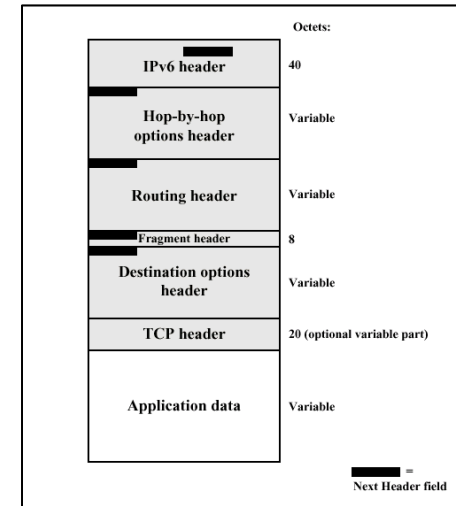 Octets:
IPv6 header
40
Hop-by-hop
options header
Variable
Routing header
Variable
Fragment header
8
Destination options
header
Variable
TCP header
20 (optional variable part)
Application data
Variable
=
Next Header field